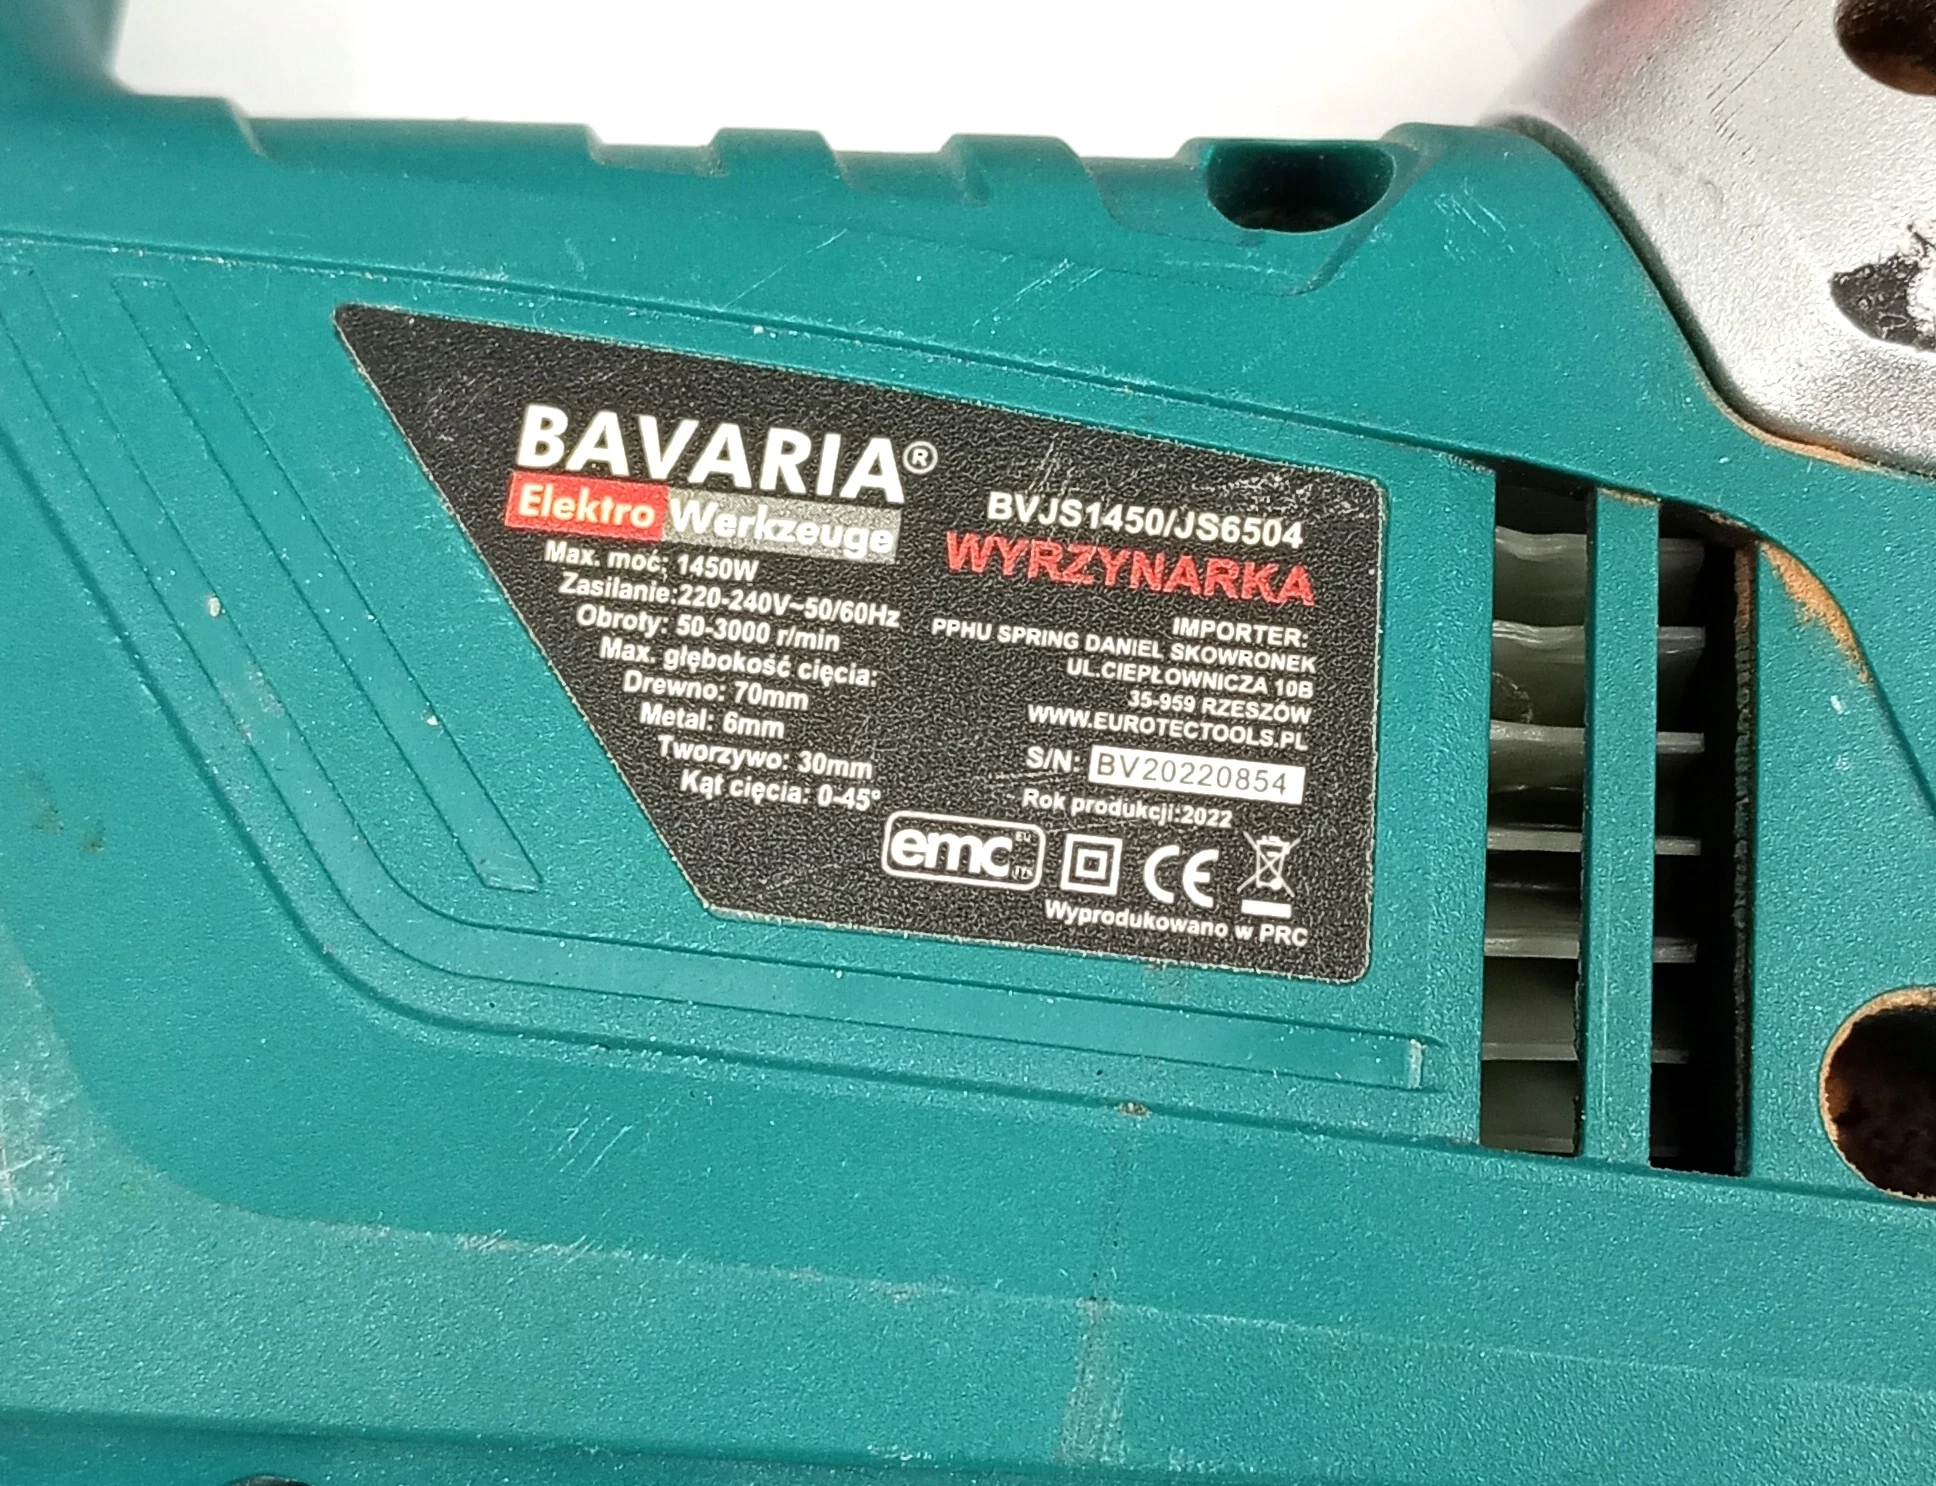 BAVARIA®
Elektro Werkzeuge
Max. moć: 1450W
Zasilanie:220-240V~50/60Hz
Obroty: 50-3000 r/min
Max. głębokość cięcia:
Drewno: 70mm
Metal: 6mm
Tworzywo: 30mm
Kąt cięcia: 0-45°
BVJS1450/JS6504
WYRZYNARKA
IMPORTER:
PPHU SPRING DANIEL SKOWRONEK
UL.CIEPŁOWNICZA 10B
35-959 RZESZÓW
WWW.EUROTECTOOLS.PL
S/N: BV20220854
Rok produkcji:2022
emc
CE
Wyprodukowano w PRC